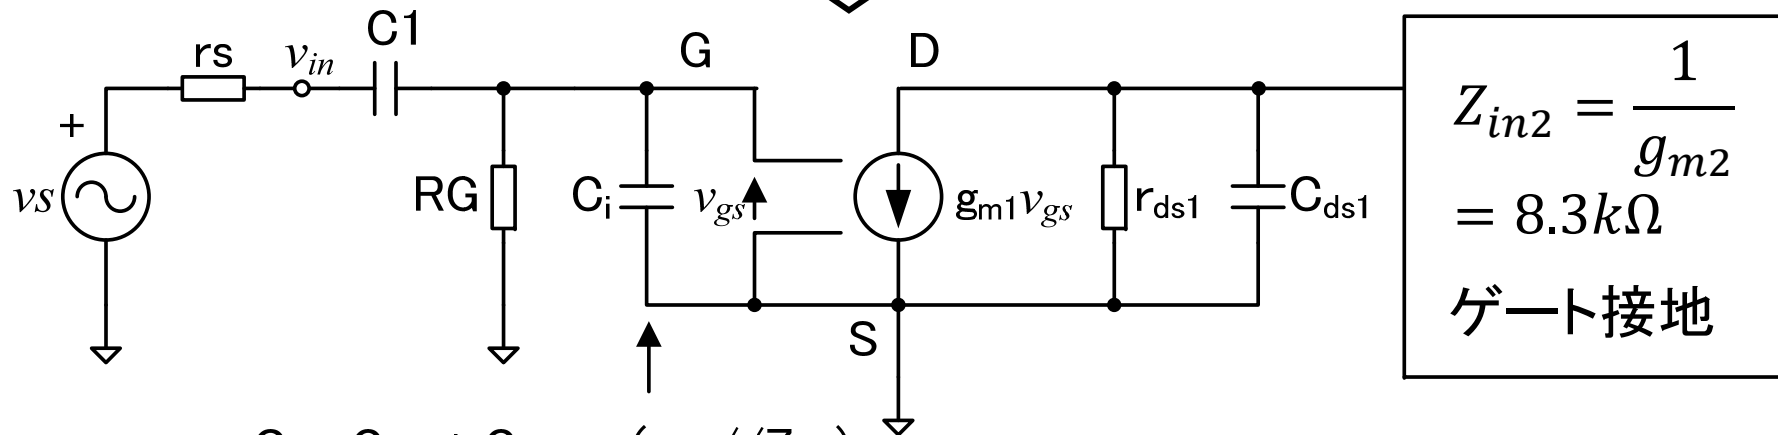 C1
rs
v_in
G
D
+
vs
RG
C_i
v_gs
g_m1 v_gs
r_ds1
C_ds1
S
Z_in2 = 1/g_m2
= 8.3kΩ
ゲート接地